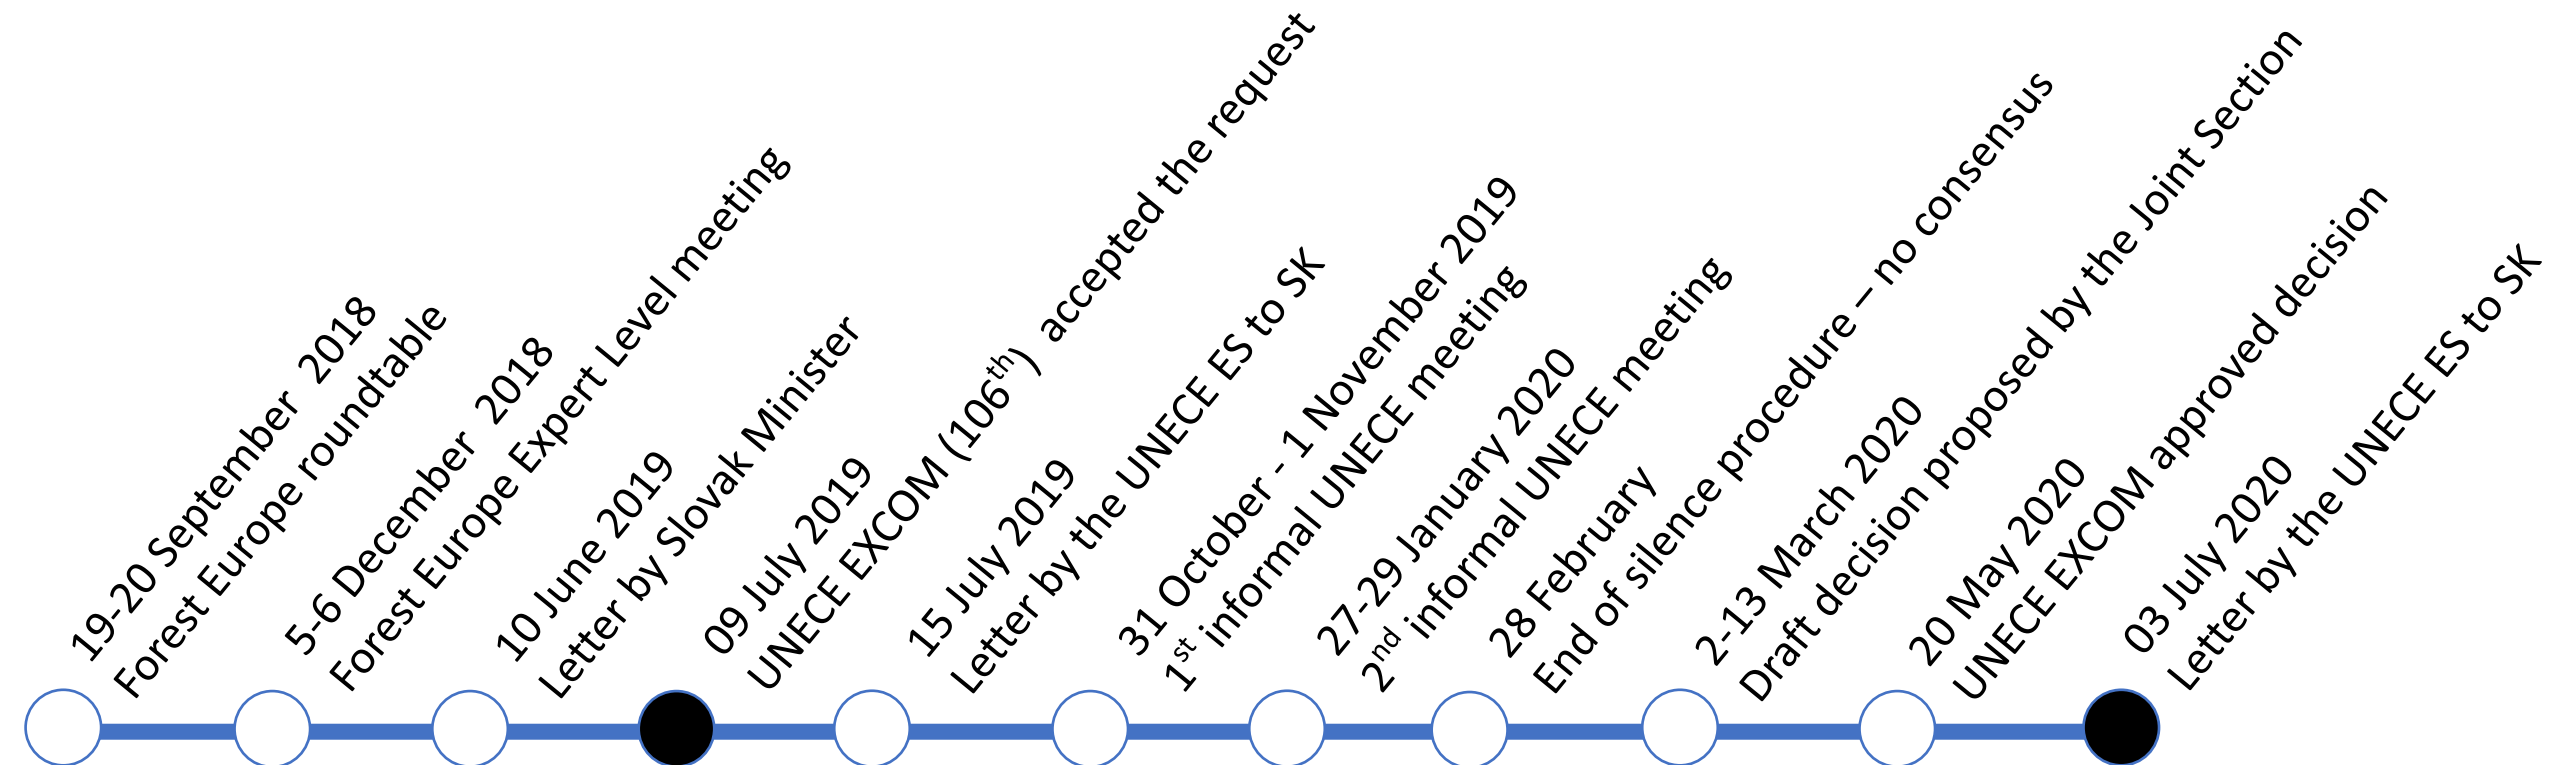 19-20 September 2018
Forest Europe roundtable
5-6 December 2018
Forest Europe Expert Level meeting
10 June 2019
Letter by Slovak Minister
09 July 2019
UNECE EXCOM (106th) accepted the request
15 July 2019
Letter by the UNECE ES to SK
31 October - 1 November 2019
1st informal UNECE meeting
27-29 January 2020
2nd informal UNECE meeting
28 February
End of silence procedure – no consensus
2-13 March 2020
Draft decision proposed by the Joint Section
20 May 2020
UNECE EXCOM approved decision
03 July 2020
Letter by the UNECE ES to SK